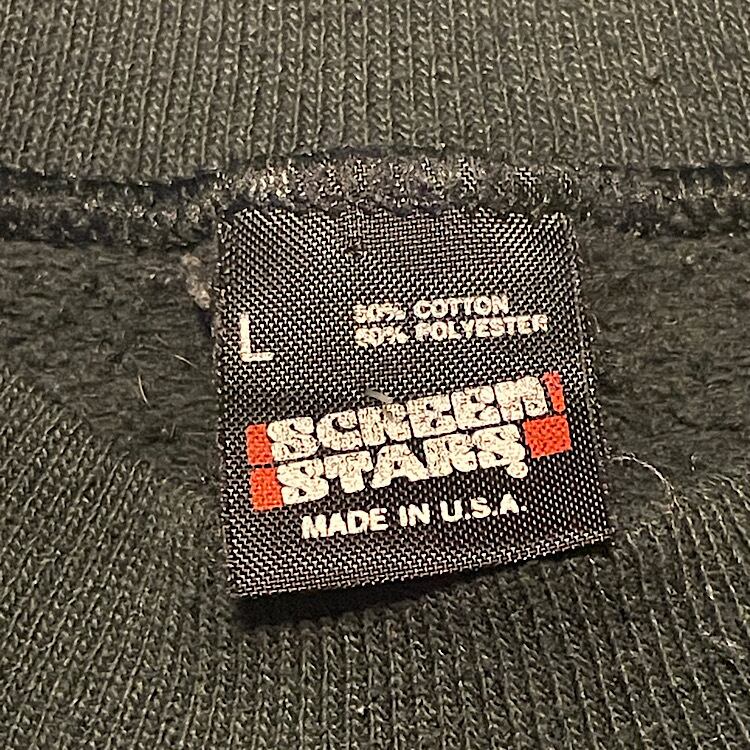 L
50% COTTON
50% POLYESTER
SCREEN
STARS
MADE IN U.S.A.